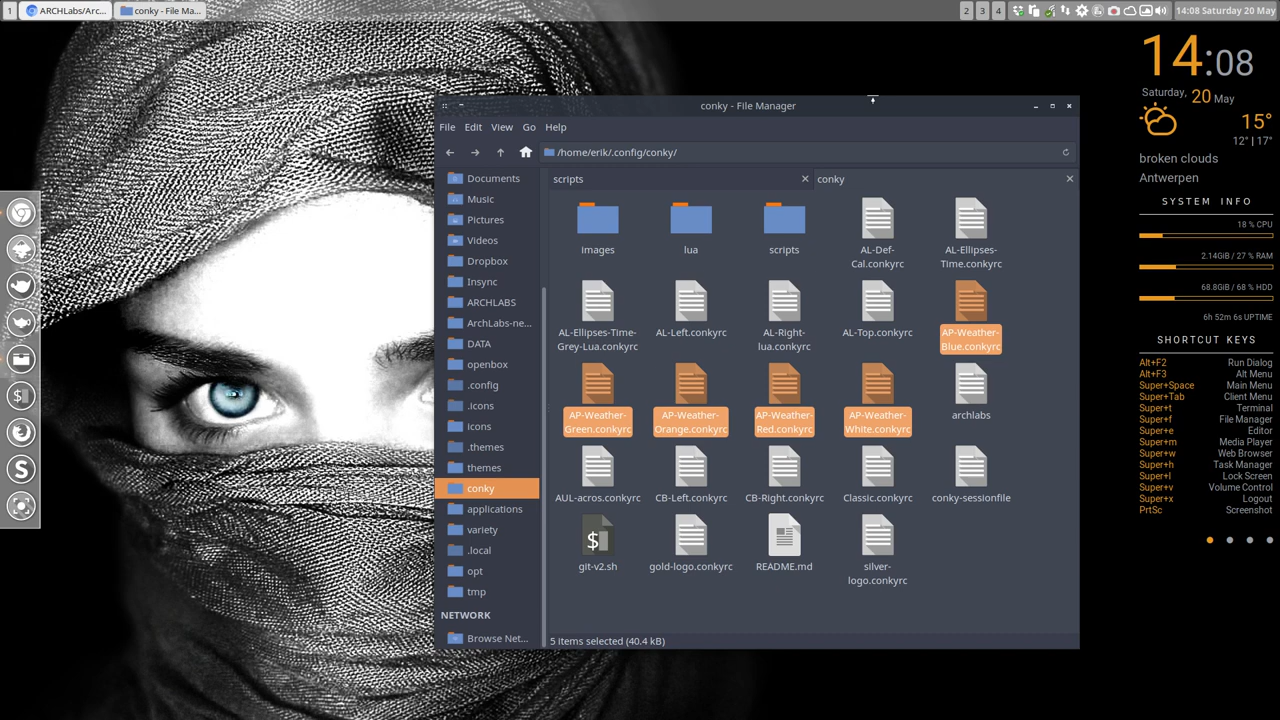 1
ARCHLabs/Arc...
conky - File Ma...
2
3
4
14:08 Saturday 20 May
14:08
Saturday, 20 May
15°
12° | 17°
broken clouds
Antwerpen
SYSTEM INFO
18 % CPU
2.14GiB / 27 % RAM
68.8GiB / 68 % HDD
6h 52m 6s UPTIME
SHORTCUT KEYS
Alt+F2 Run Dialog
Alt+F3 Alt Menu
Super+Space Main Menu
Super+Tab Client Menu
Super+t Terminal
Super+f File Manager
Super+e Editor
Super+m Media Player
Super+w Web Browser
Super+h Task Manager
Super+l Lock Screen
Super+v Volume Control
Super+x Logout
PrtSc Screenshot
conky - File Manager
File Edit View Go Help
/home/erik/.config/conky/
Documents
Music
Pictures
Videos
Dropbox
Insync
ARCHLABS
ArchLabs-ne...
DATA
openbox
.config
.icons
icons
.themes
themes
conky
applications
variety
.local
opt
tmp
NETWORK
Browse Net...
scripts
conky
images
lua
scripts
AL-Def-
Cal.conkyrc
AL-Ellipses-
Time.conkyrc
AL-Ellipses-Time-
Grey-Lua.conkyrc
AL-Left.conkyrc
AL-Right-
lua.conkyrc
AL-Top.conkyrc
AP-Weather-
Blue.conkyrc
AP-Weather-
Green.conkyrc
AP-Weather-
Orange.conkyrc
AP-Weather-
Red.conkyrc
AP-Weather-
White.conkyrc
archlabs
AUL-acros.conkyrc
CB-Left.conkyrc
CB-Right.conkyrc
Classic.conkyrc
conky-sessionfile
$
git-v2.sh
gold-logo.conkyrc
README.md
silver-
logo.conkyrc
5 items selected (40.4 kB)
$
S